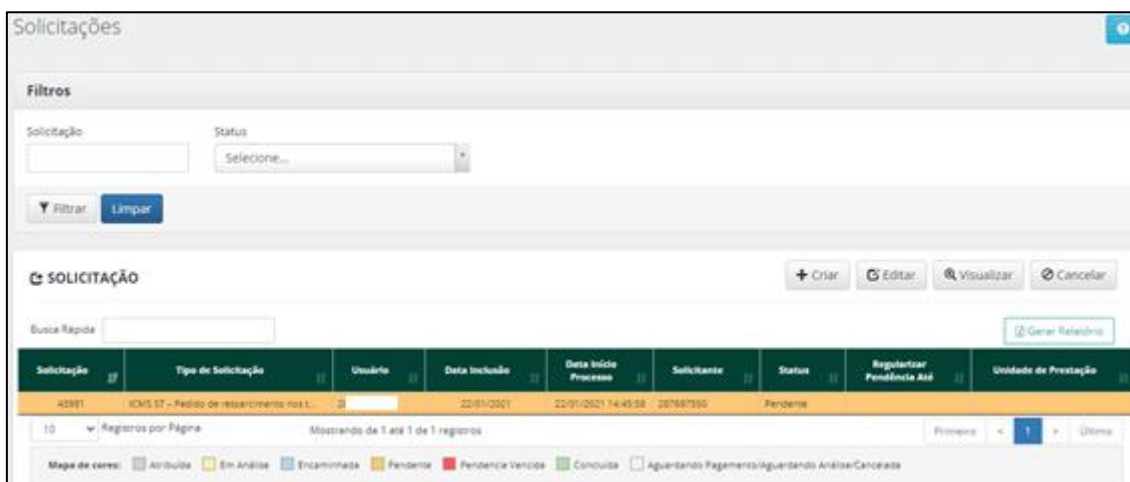 Solicitações
Filtros
Solicitação Status
Selecione...
Filtrar Limpar
SOLICITAÇÃO
Criar Editar Visualizar Cancelar
Busca Rápida Gerar Relatório
Solicitação Tipo de Solicitação Usuário Data Inclusão Data Início Processo Solicitante Status Regularizar Pendência Até Unidade de Prestação
ICMS ST – Pedido de ressarcimento nos t... 22/01/2021 22/01/2021 14:45:58 Pendente
10 Registros por Página Mostrando de 1 até 1 de 1 registros Primeiro < 1 > Último
Mapa de cores: Atribuída Em Análise Encaminhada Pendente Pendencia Vencida Concluída Aguardando Pagamento/Aguardando Análise/Cancelada